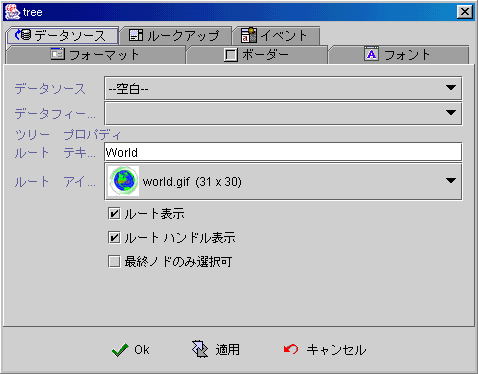 tree
データソース ルークアップ イベント
フォーマット ボーダー フォント
データソース --空白--
データフィー...
ツリー プロパティ
ルート テキ... World
ルート アイ... world.gif (31 x 30)
ルート表示
ルート ハンドル表示
最終ノドのみ選択可
Ok 適用 キャンセル